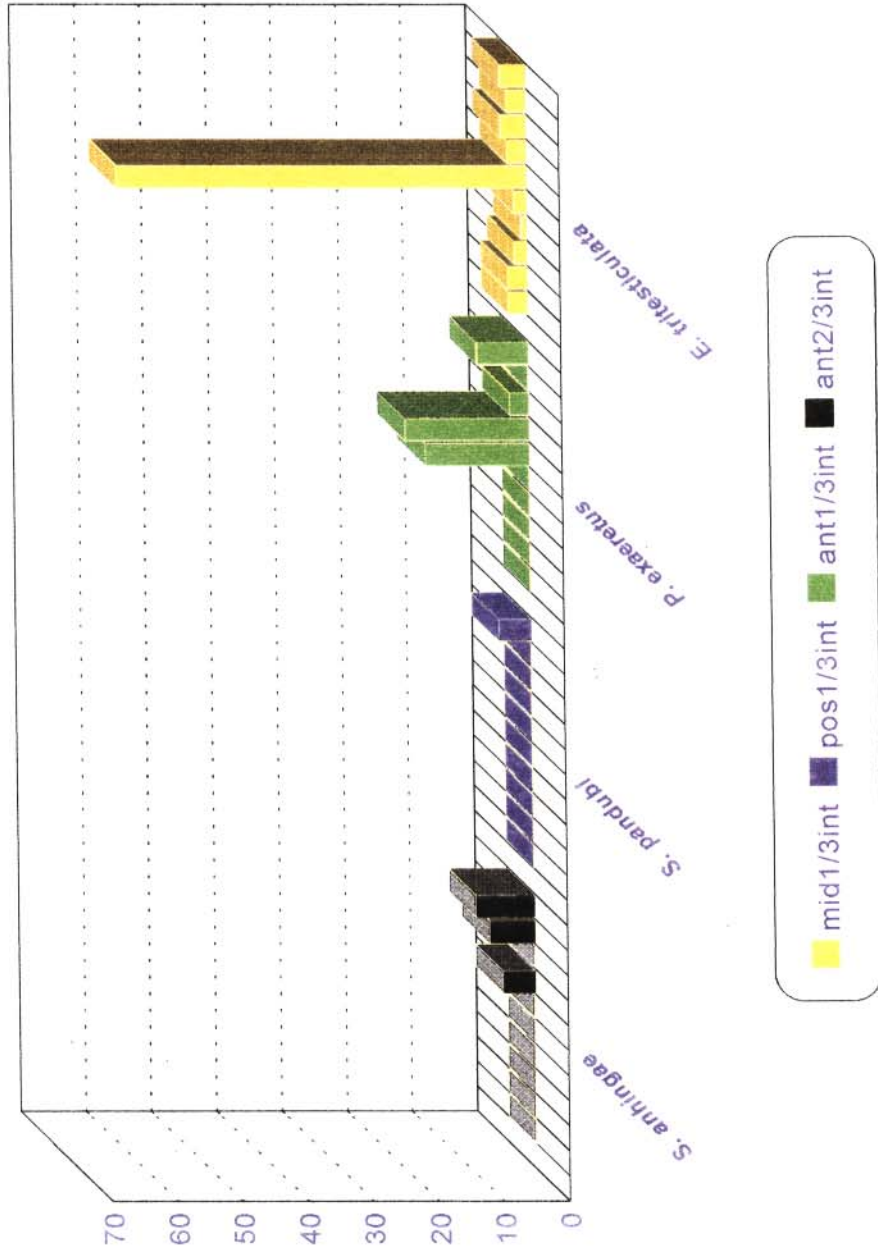 70
60
50
40
30
20
10
0
S. anhingae
S. pandubi
P. exaeretus
E. tritesticulata
mid1/3int pos1/3int ant1/3int ant2/3int